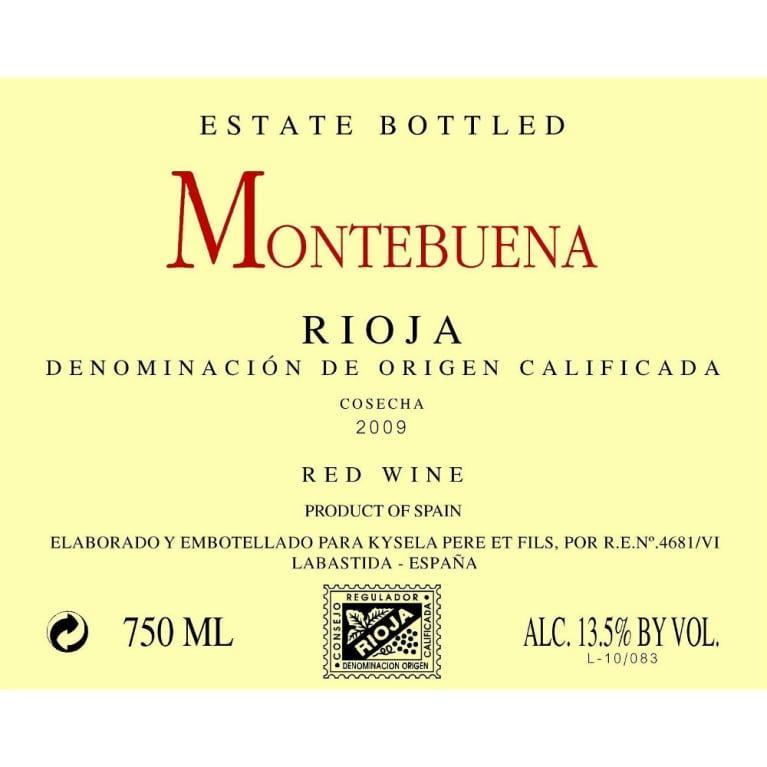 ESTATE BOTTLED
MONTEBUENA
RIOJA
DENOMINACIÓN DE ORIGEN CALIFICADA
COSECHA
2009
RED WINE
PRODUCT OF SPAIN
ELABORADO Y EMBOTELLADO PARA KYSELA PERE ET FILS, POR R.E.Nº.4681/VI
LABASTIDA - ESPAÑA
750 ML
CONSEJO
REGULADOR
CALIFICADA
RIOJA
DENOMINACION ORIGEN
ALC. 13.5% BY VOL.
L-10/083